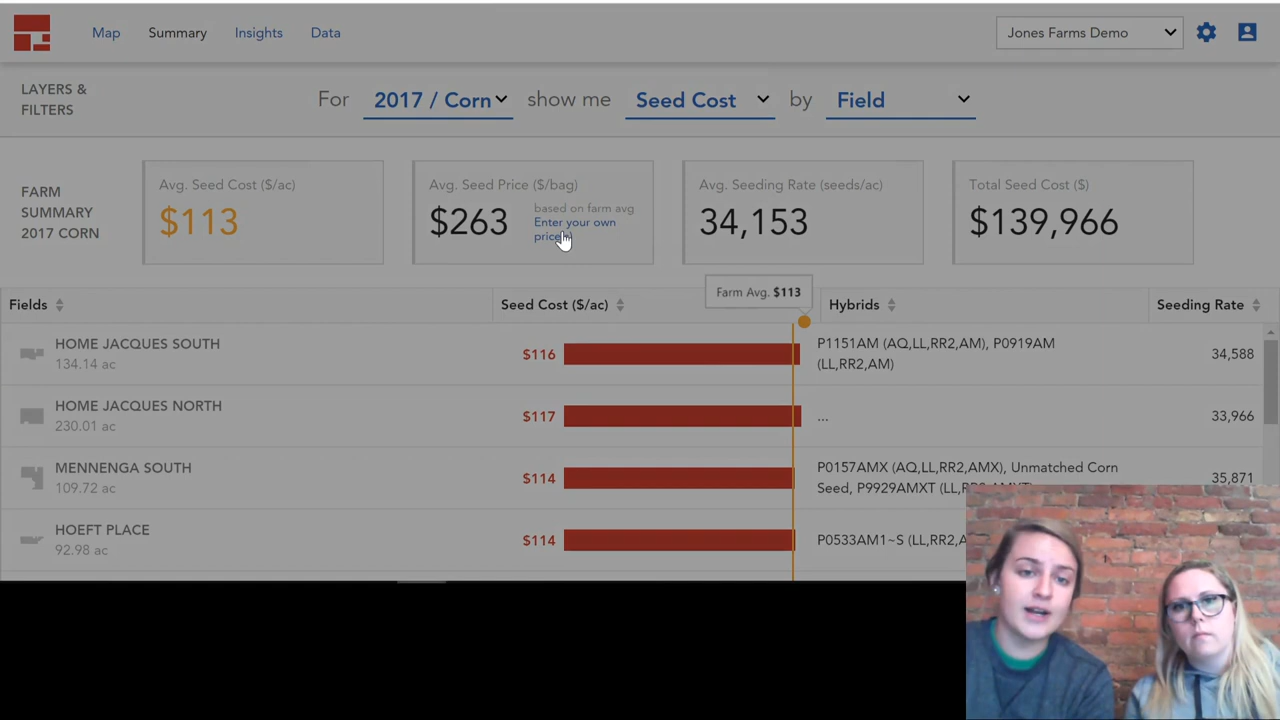 Map Summary Insights Data Jones Farms Demo
LAYERS &
FILTERS
For 2017 / Corn show me Seed Cost by Field
FARM
SUMMARY
2017 CORN
Avg. Seed Cost ($/ac)
$113
Avg. Seed Price ($/bag)
$263
based on farm avg
Enter your own
Avg. Seeding Rate (seeds/ac)
34,153
Total Seed Cost ($)
$139,966
Farm Avg. $113
Fields Seed Cost ($/ac) Hybrids Seeding Rate
HOME JACQUES SOUTH
134.14 ac
$116
P1151AM (AQ,LL,RR2,AM), P0919AM
(LL,RR2,AM)
34,588
HOME JACQUES NORTH
230.01 ac
$117
...
33,966
MENNENGA SOUTH
109.72 ac
$114
P0157AMX (AQ,LL,RR2,AMX), Unmatched Corn
Seed, P9929AMXT (LL,RR2,AMXT)
35,871
HOEFT PLACE
92.98 ac
$114
P0533AM1~S (LL,RR2,A